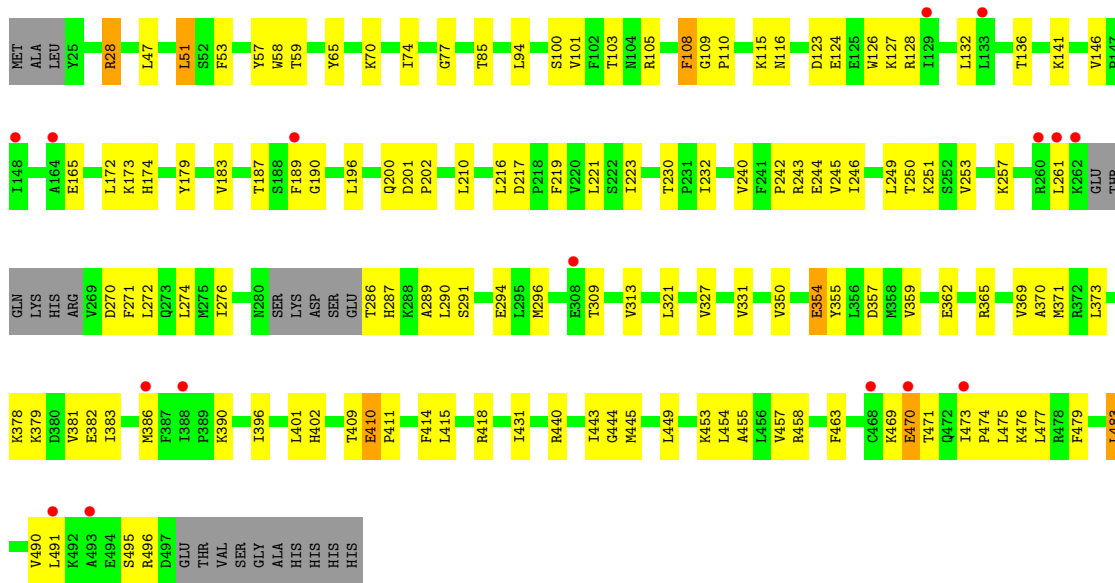 MET ALA LEU Y25 R28 L47 L51 S52 F53 Y57 W58 T59 Y65 K70 I74 G77 T85 L94 S100 V101 F102 T103 N104 R105 F108 G109 P110 K115 N116 D123 E124 E125 W126 K127 R128 I129 L132 L133 T136 K141 V146 R147
I148 A164 E165 L172 K173 H174 Y179 V183 T187 S188 F189 G190 L196 Q200 D201 P202 L210 L216 D217 P218 F219 V220 L221 S222 I223 T230 P231 I232 V240 F241 P242 R243 E244 V245 I246 L249 T250 K251 S252 V253 K257 R260 L261 K262 GLU THR
GLN LYS HIS ARG V269 D270 F271 L272 Q273 L274 M275 I276 N280 SER LYS ASP SER GLU T286 H287 K288 A289 L290 S291 E294 L295 M296 E308 T309 V313 L321 V327 V331 V350 E354 Y355 L356 D357 M358 V359 E362 R365 V369 A370 M371 R372 L373
K378 K379 D380 V381 E382 I383 M386 F387 I388 P389 K390 I396 L401 H402 T409 E410 P411 F414 L415 R418 I431 R440 I443 G444 M445 L449 K453 L454 A455 L456 V457 R458 F463 C468 K469 E470 T471 Q472 I473 P474 L475 K476 L477 R478 F479 L483
V490 L491 K492 A493 E494 S495 R496 D497 GLU THR VAL SER GLY ALA HIS HIS HIS HIS